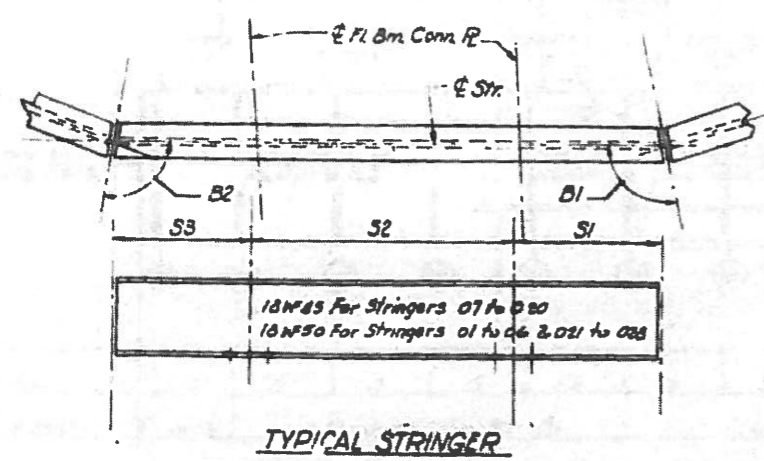 ℄ Fl. Bm. Conn. ℞
℄ Str.
B2
B1
S3
S2
S1
18WF45 For Stringers 07 to 020
18WF50 For Stringers 01 to 06 & 021 to 038
TYPICAL STRINGER